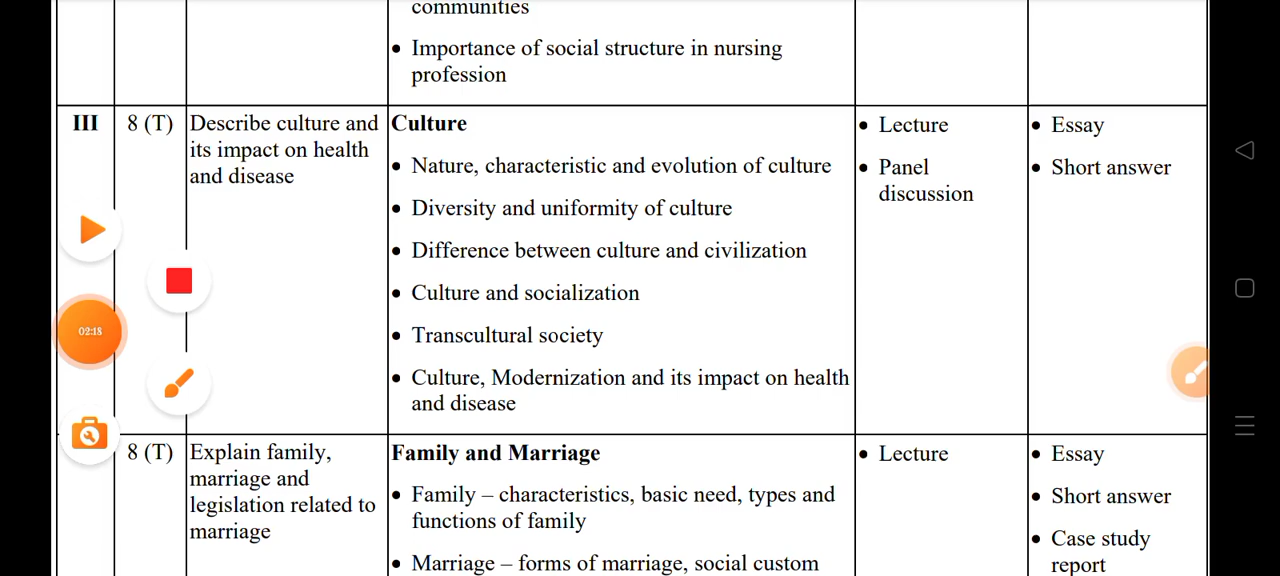 communities
• Importance of social structure in nursing
profession
III
8 (T)
Describe culture and
its impact on health
and disease
Culture
• Nature, characteristic and evolution of culture
• Diversity and uniformity of culture
• Difference between culture and civilization
• Culture and socialization
• Transcultural society
• Culture, Modernization and its impact on health
and disease
• Lecture
• Panel
discussion
• Essay
• Short answer
02:18
8 (T)
Explain family,
marriage and
legislation related to
marriage
Family and Marriage
• Family – characteristics, basic need, types and
functions of family
• Marriage – forms of marriage, social custom
• Lecture
• Essay
• Short answer
• Case study
report